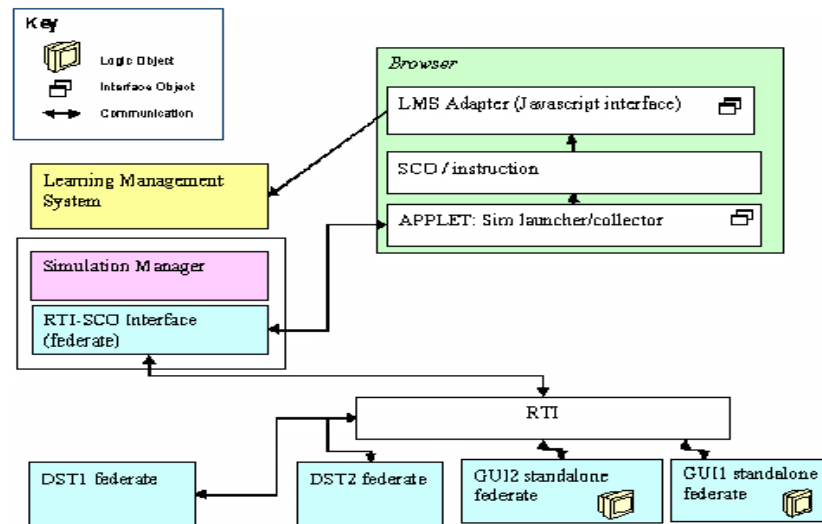 Key
Logic Object
Interface Object
Communication
Browser
LMS Adapter (Javascript interface)
SCO / instruction
APPLET: Sim launcher/collector
Learning Management
System
Simulation Manager
RTI-SCO Interface
(federate)
RTI
DST1 federate
DST2 federate
GUI2 standalone
federate
GUI1 standalone
federate